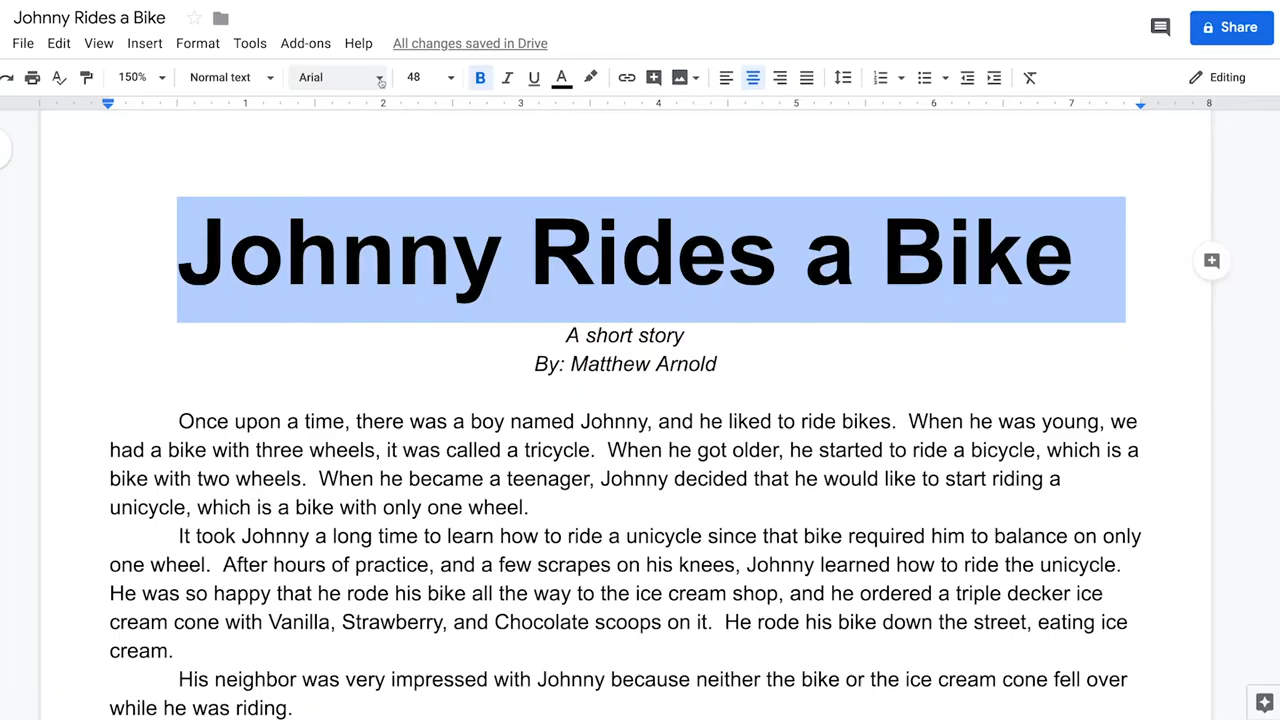 Johnny Rides a Bike
File Edit View Insert Format Tools Add-ons Help All changes saved in Drive
Share
150% Normal text Arial 48 B I U A Editing
1 2 3 4 5 6 7 8
Johnny Rides a Bike
A short story
By: Matthew Arnold
Once upon a time, there was a boy named Johnny, and he liked to ride bikes.  When he was young, we
had a bike with three wheels, it was called a tricycle.  When he got older, he started to ride a bicycle, which is a
bike with two wheels.  When he became a teenager, Johnny decided that he would like to start riding a
unicycle, which is a bike with only one wheel.
It took Johnny a long time to learn how to ride a unicycle since that bike required him to balance on only
one wheel.  After hours of practice, and a few scrapes on his knees, Johnny learned how to ride the unicycle.
He was so happy that he rode his bike all the way to the ice cream shop, and he ordered a triple decker ice
cream cone with Vanilla, Strawberry, and Chocolate scoops on it.  He rode his bike down the street, eating ice
cream.
His neighbor was very impressed with Johnny because neither the bike or the ice cream cone fell over
while he was riding.